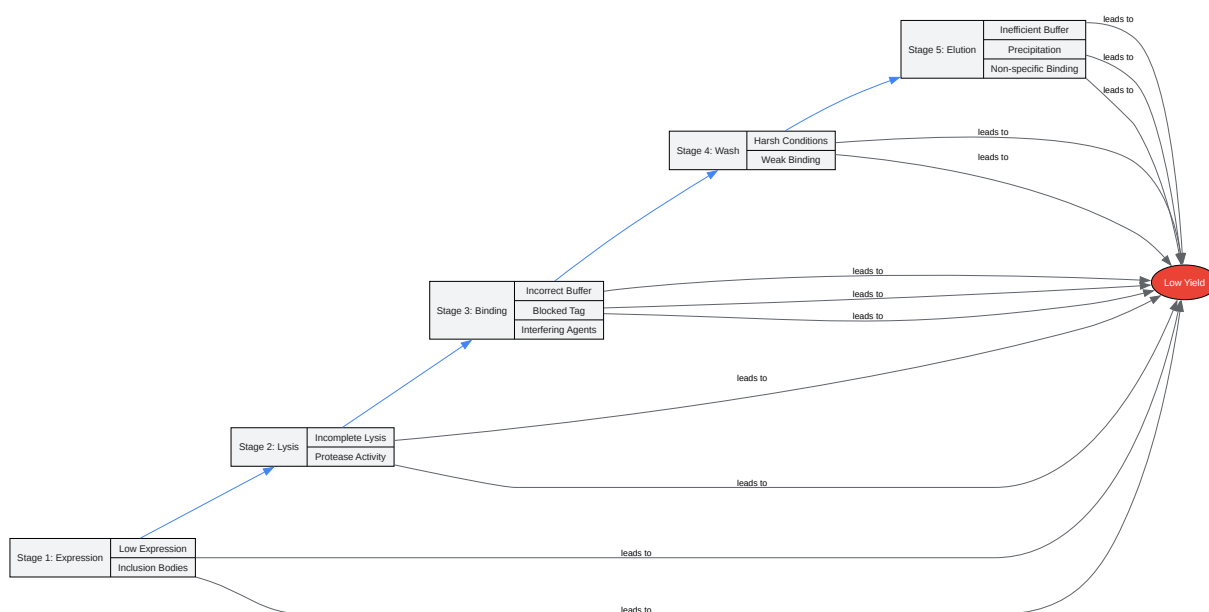 leads to
Inefficient Buffer
Stage 5: Elution
Precipitation
leads to
Non-specific Binding
leads to
Harsh Conditions
leads to
Stage 4: Wash
Weak Binding
leads to
Incorrect Buffer
leads to
Stage 3: Binding
Blocked Tag
leads to
Interfering Agents
leads to
Low Yield
leads to
Incomplete Lysis
Stage 2: Lysis
Protease Activity
leads to
Low Expression
Stage 1: Expression
Inclusion Bodies
leads to
leads to